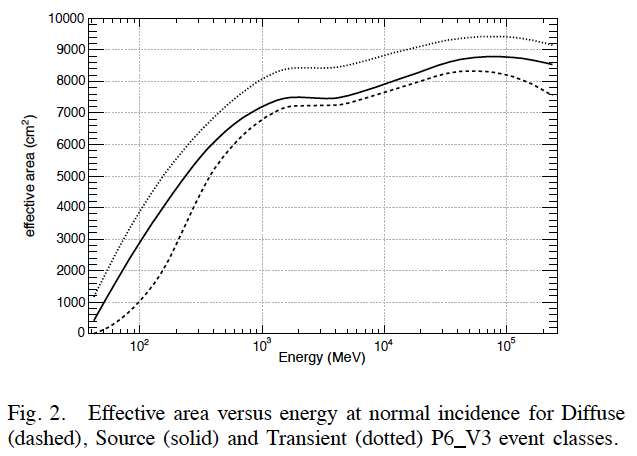 10000
9000
8000
7000
6000
5000
4000
3000
2000
1000
0
effective area (cm²)
10² 10³ 10⁴ 10⁵
Energy (MeV)
Fig. 2. Effective area versus energy at normal incidence for Diffuse
(dashed), Source (solid) and Transient (dotted) P6_V3 event classes.